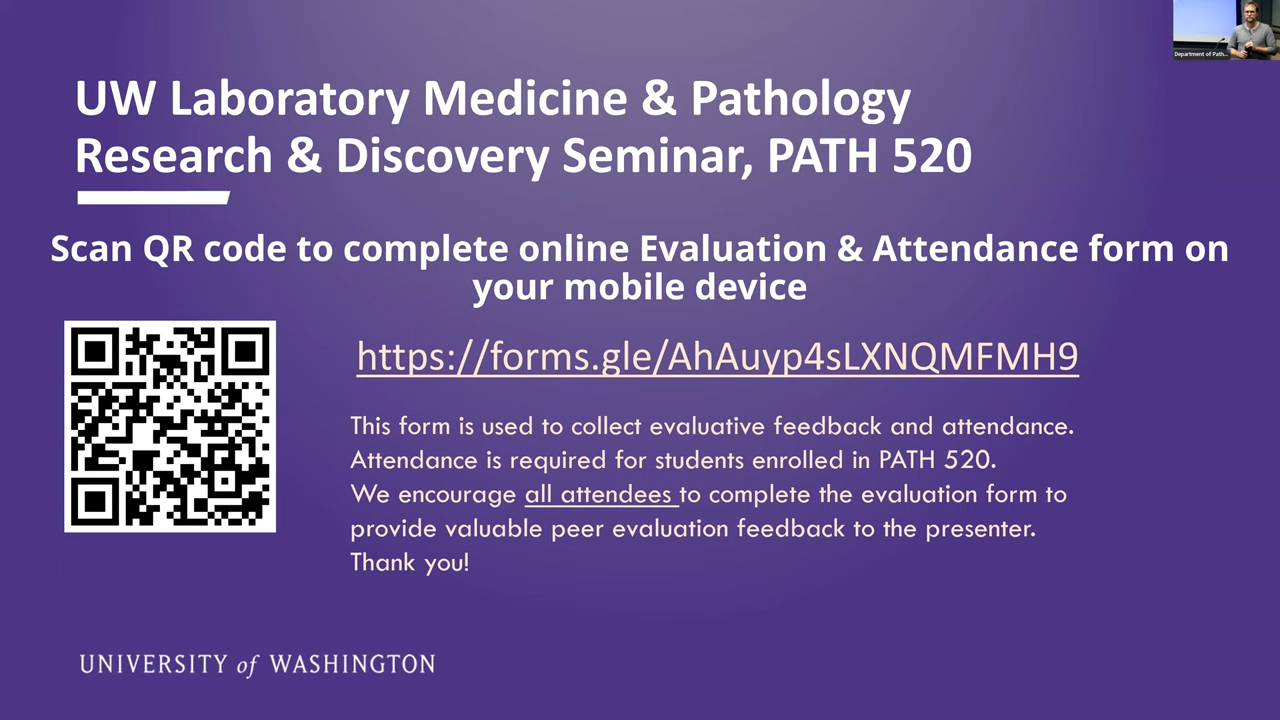 UW Laboratory Medicine & Pathology
Research & Discovery Seminar, PATH 520
Scan QR code to complete online Evaluation & Attendance form on
your mobile device
https://forms.gle/AhAuyp4sLXNQMFMH9
This form is used to collect evaluative feedback and attendance.
Attendance is required for students enrolled in PATH 520.
We encourage all attendees to complete the evaluation form to
provide valuable peer evaluation feedback to the presenter.
Thank you!
UNIVERSITY of WASHINGTON
Department of Path...